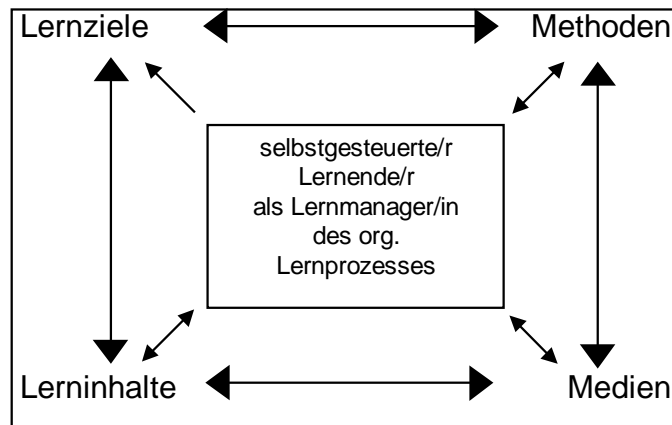 Lernziele Methoden
selbstgesteuerte/r
Lernende/r
als Lernmanager/in
des org.
Lernprozesses
Lerninhalte Medien